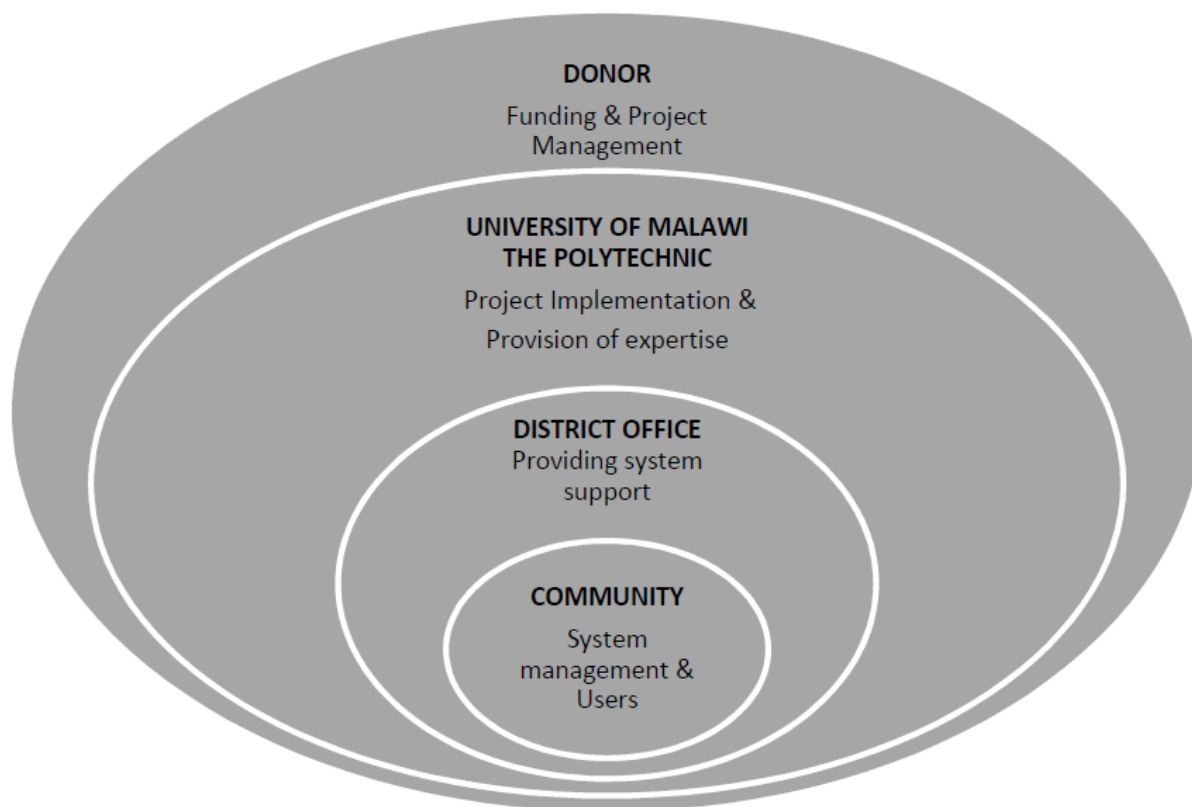 DONOR
Funding & Project
Management
UNIVERSITY OF MALAWI
THE POLYTECHNIC
Project Implementation &
Provision of expertise
DISTRICT OFFICE
Providing system
support
COMMUNITY
System
management &
Users